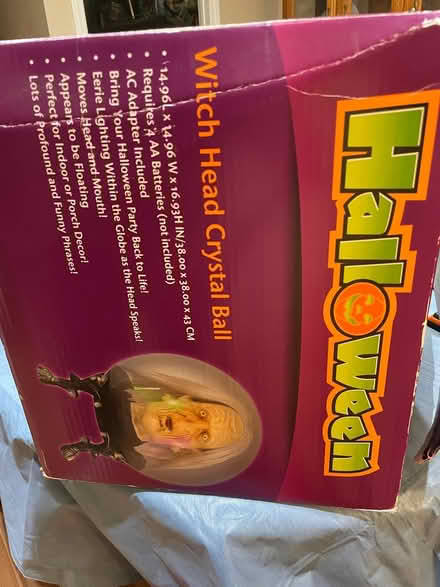 Halloween
Witch Head Crystal Ball
• 14.96L x 14.96 W x 16.93H IN/38.00 x 38.00 x 43 CM
• Requires 4 AA Batteries (not included)
• AC Adapter Included
• Bring Your Halloween Party Back to Life!
• Eerie Lighting Within the Globe as the Head Speaks!
• Moves Head and Mouth!
• Appears to be Floating
• Perfect for Indoor or Porch Decor!
• Lots of Profound and Funny Phrases!